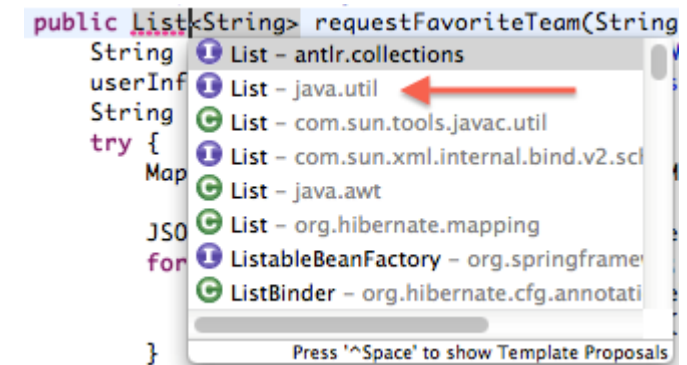 public List<String> requestFavoriteTeam(String
String
userInf
String
try {
Map
JSO
for
}
I List – antlr.collections
I List – java.util
G List – com.sun.tools.javac.util
I List – com.sun.xml.internal.bind.v2.scl
G List – java.awt
G List – org.hibernate.mapping
I ListableBeanFactory – org.springframe
G ListBinder – org.hibernate.cfg.annotati
Press '^Space' to show Template Proposals